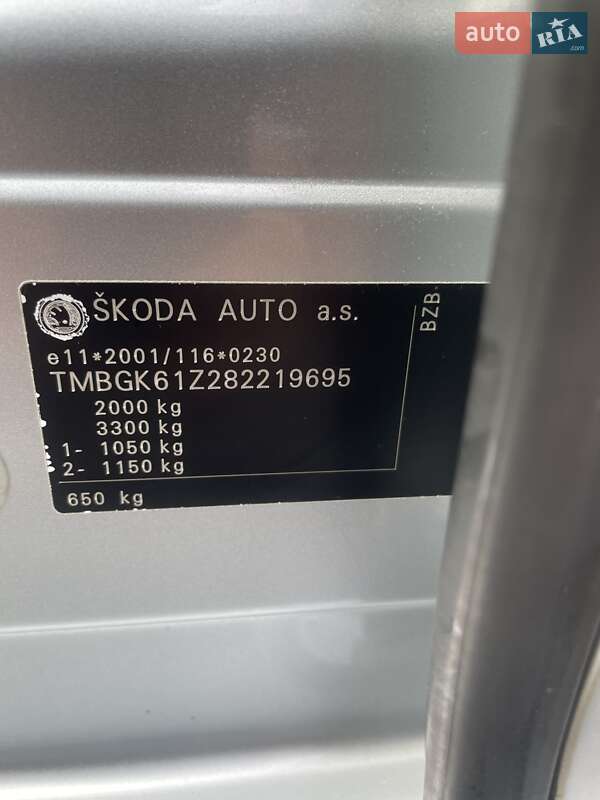 auto RIA.com
ŠKODA AUTO a.s.
BZB
e11*2001/116*0230
TMBGK61Z282219695
2000 kg
3300 kg
1- 1050 kg
2- 1150 kg
650 kg